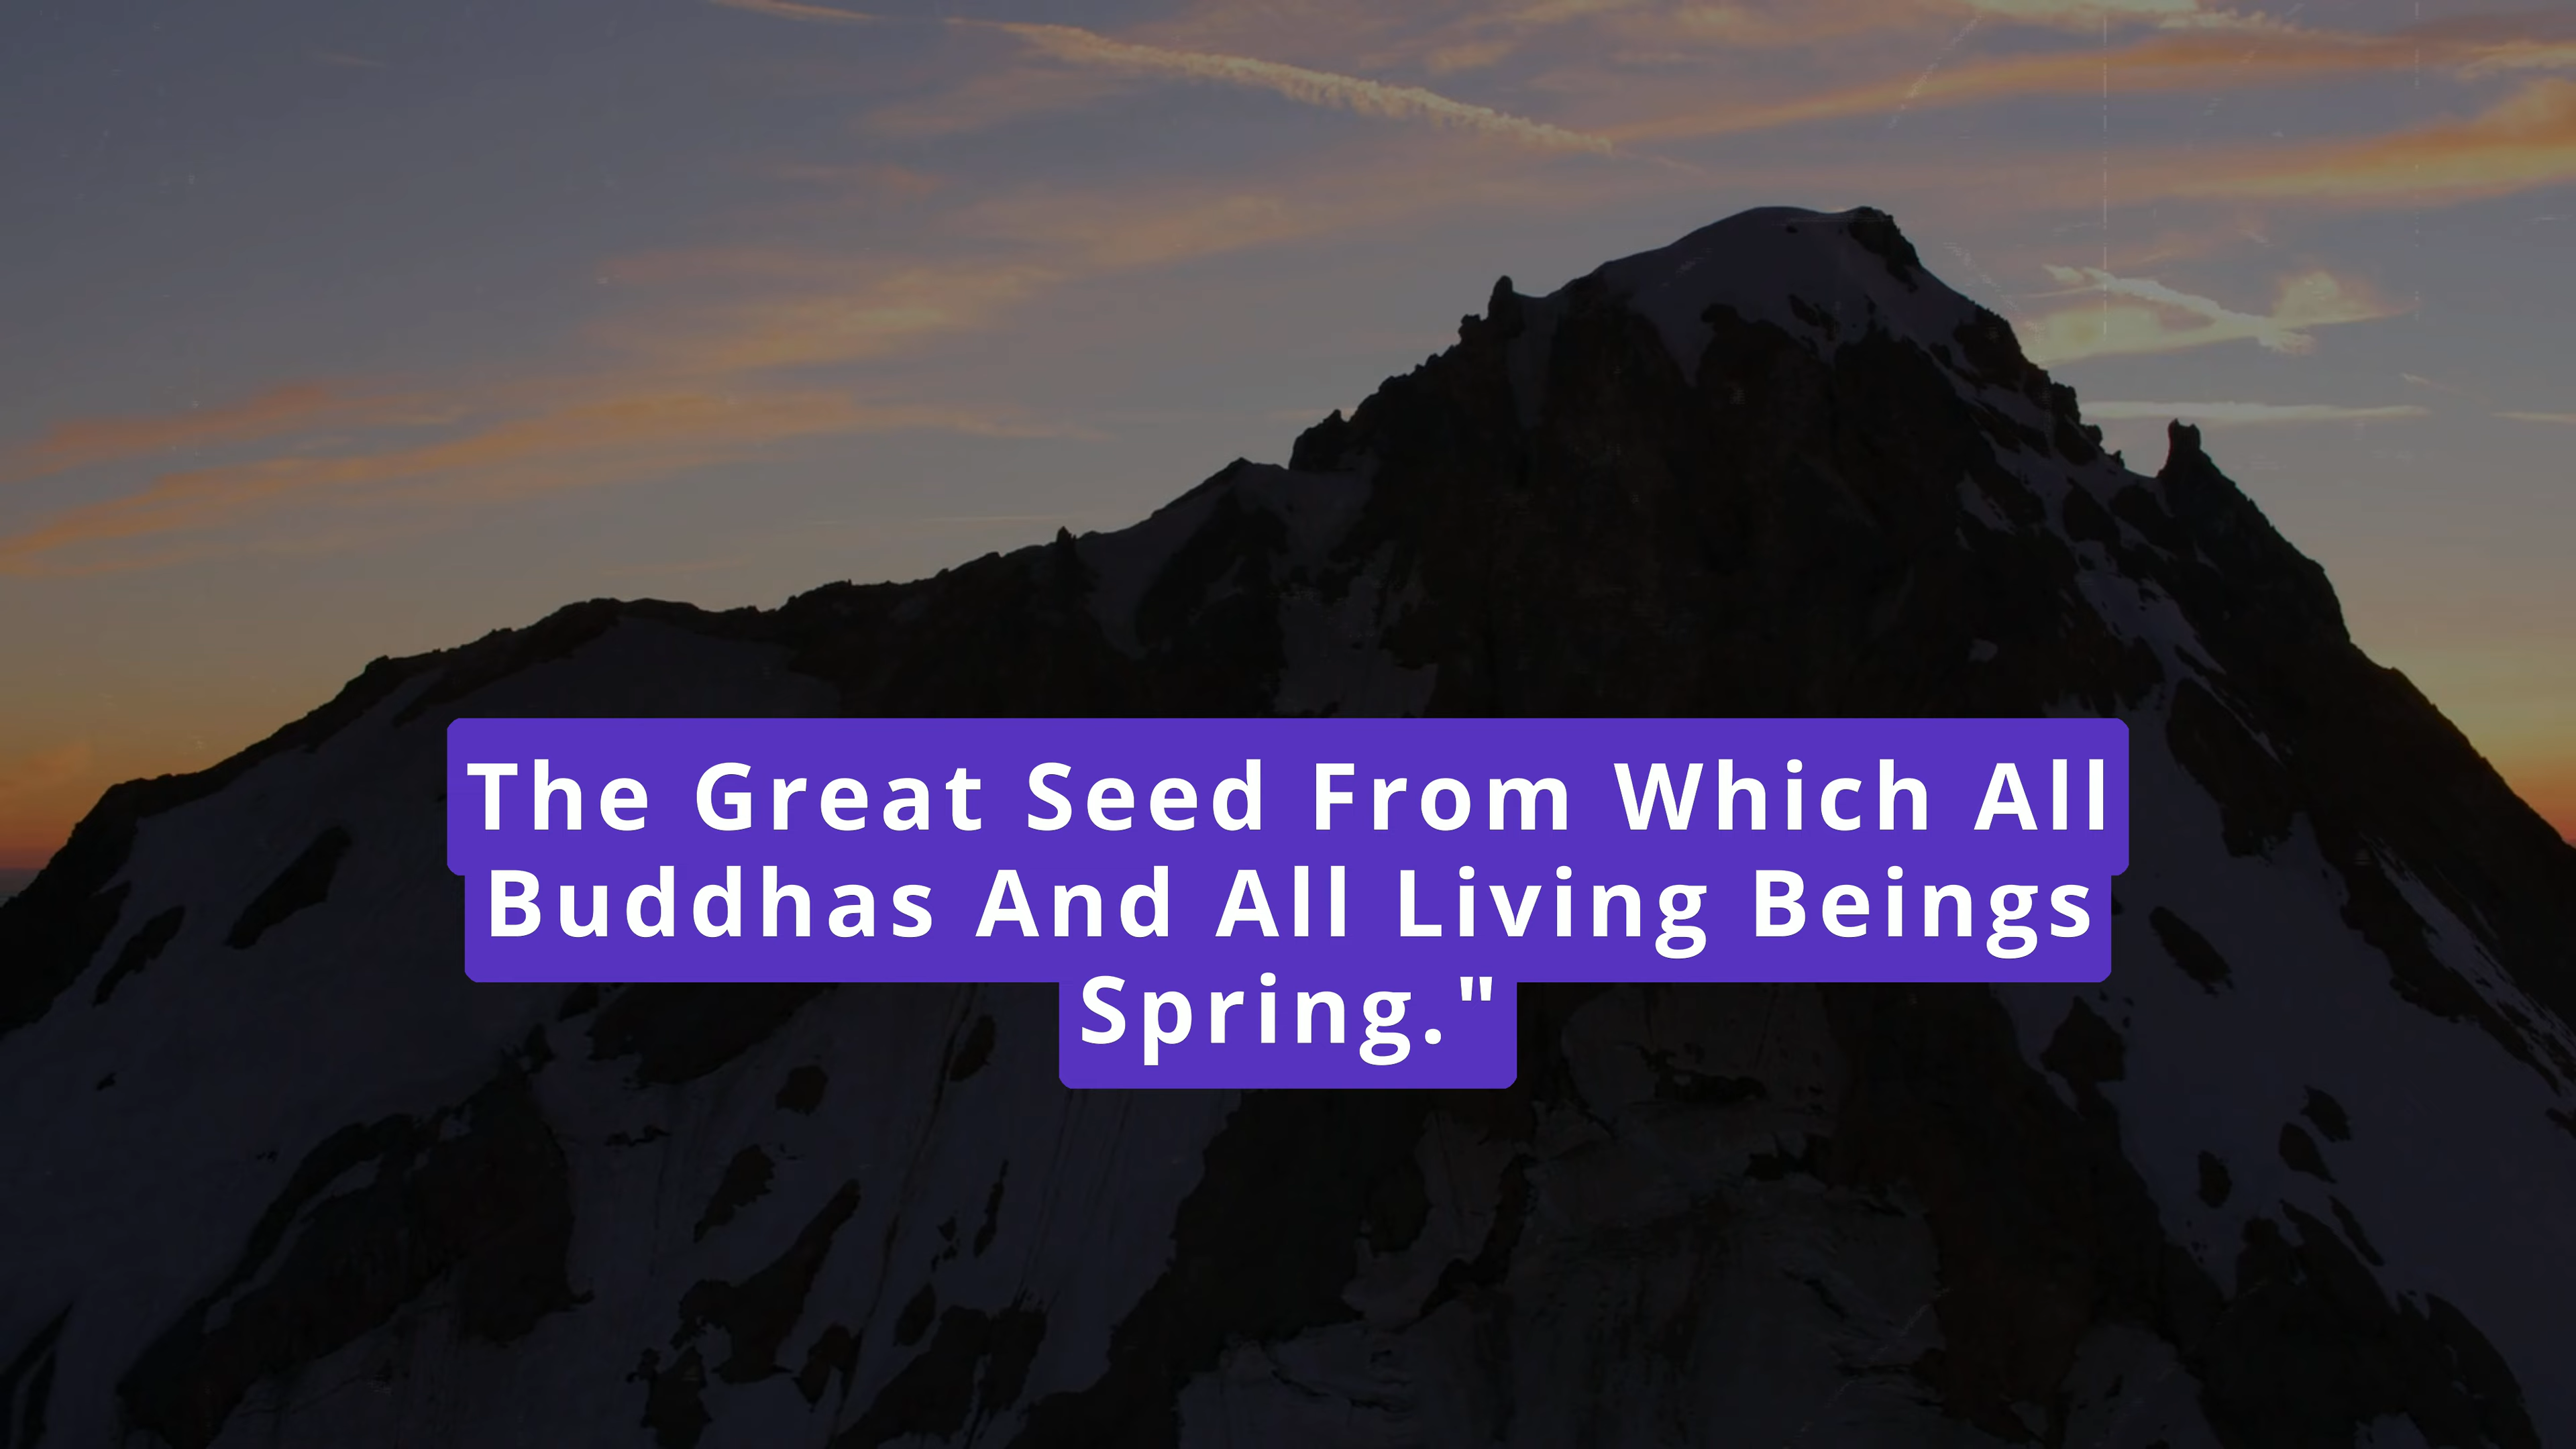 The Great Seed From Which All
Buddhas And All Living Beings
Spring."